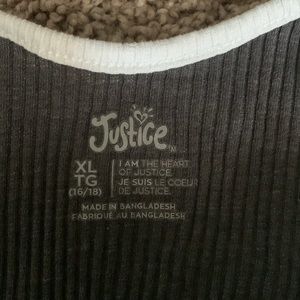 Justice™
XL
TG
(16/18)
I AM THE HEART
OF JUSTICE.
JE SUIS LE COEUR
DE JUSTICE.
MADE IN BANGLADESH
FABRIQUÉ AU BANGLADESH